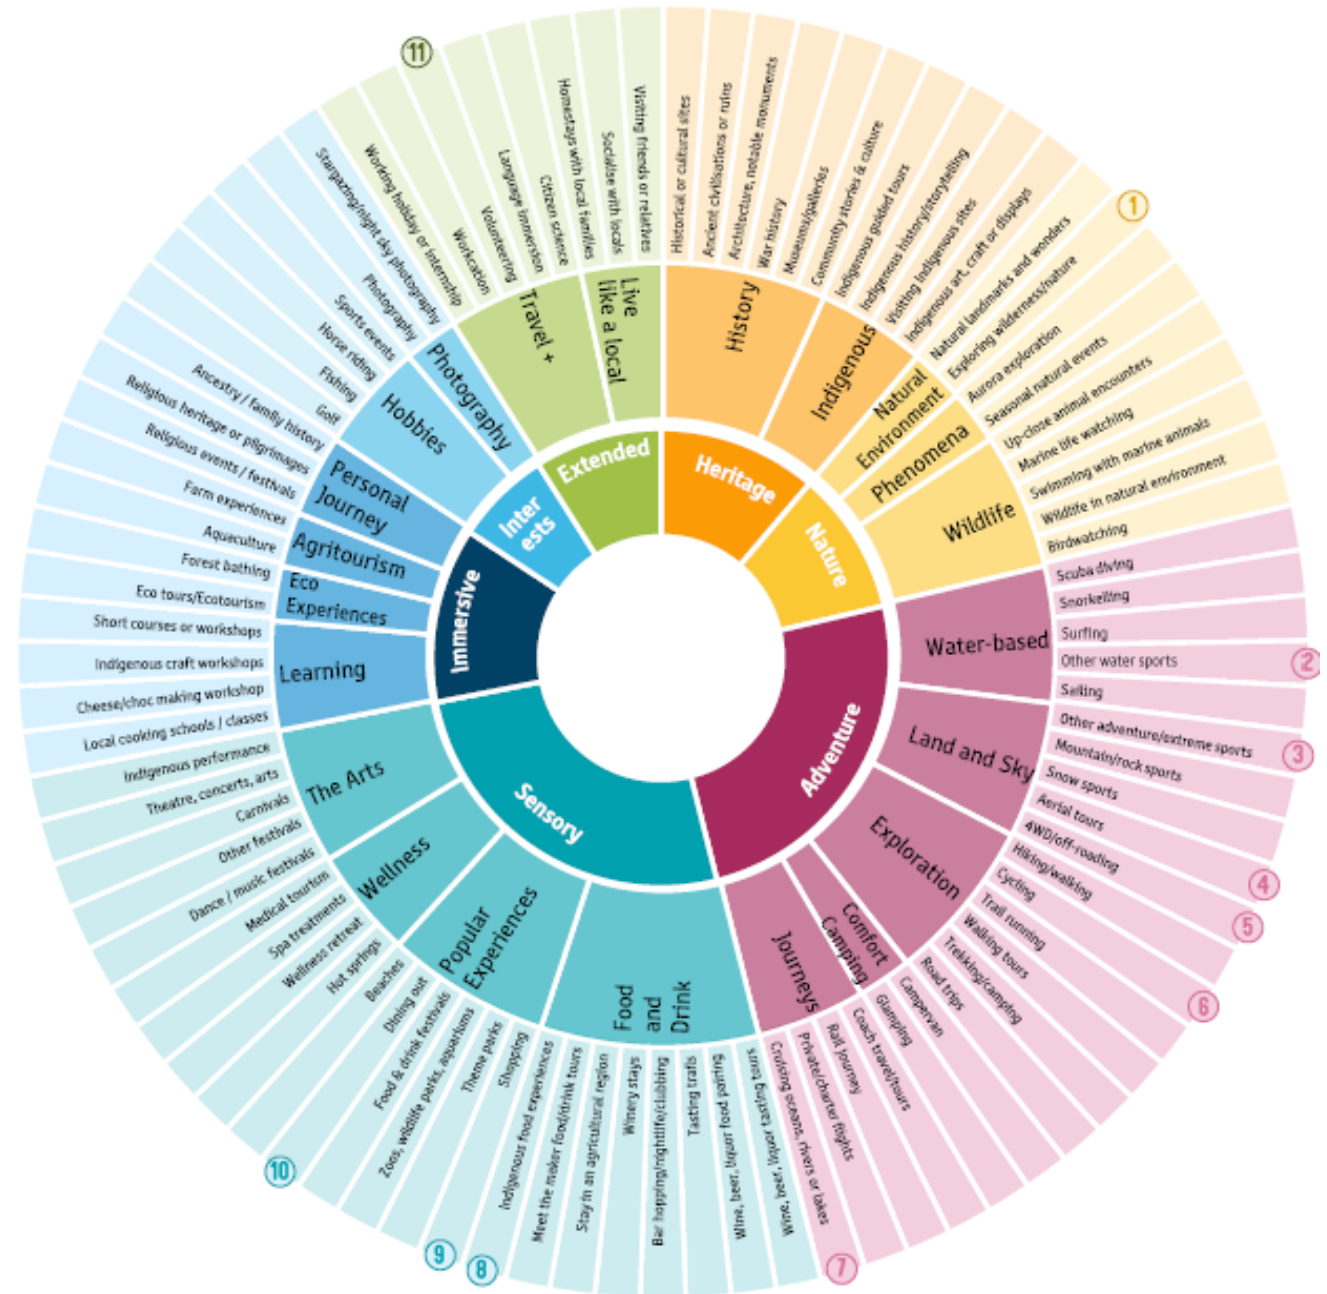 Heritage
Nature
Adventure
Sensory
Immersive
Inter
ests
Extended
History
Indigenous
Natural
Environment
Phenomena
Wildlife
Water-based
Land and Sky
Exploration
Comfort
Camping
Journeys
Food
and
Drink
Popular
Experiences
Wellness
The Arts
Learning
Eco
Experiences
Agritourism
Personal
Journey
Hobbies
Photography
Travel +
Live
like a local
Historical or cultural sites
Ancient civilisations or ruins
Architecture, notable monuments
War history
Museums/galleries
Community stories & culture
Indigenous guided tours
Indigenous history/storytelling
Visiting Indigenous sites
Indigenous art, craft or displays
Natural landmarks and wonders
Exploring wilderness/nature
Aurora exploration
Seasonal natural events
Up-close animal encounters
Marine life watching
Swimming with marine animals
Wildlife in natural environment
Birdwatching
Scuba diving
Snorkelling
Surfing
Other water sports
Sailing
Other adventure/extreme sports
Mountain/rock sports
Snow sports
Aerial tours
4WD/off-roading
Hiking/walking
Cycling
Trail running
Walking tours
Trekking/camping
Road trips
Campervan
Glamping
Coach travel/tours
Rail journey
Private/charter flights
Cruising oceans, rivers or lakes
Wine, beer, liquor tasting tours
Wine, beer, liquor food pairing
Tasting trails
Bar hopping/nightlife/clubbing
Winery stays
Stay in an agricultural region
Meet the maker food/drink tours
Indigenous food experiences
Shopping
Theme parks
Zoos, wildlife parks, aquariums
Food & drink festivals
Dining out
Beaches
Hot springs
Wellness retreat
Spa treatments
Medical tourism
Dance / music festivals
Other festivals
Carnivals
Theatre, concerts, arts
Indigenous performance
Local cooking schools / classes
Cheese/choc making workshop
Indigenous craft workshops
Short courses or workshops
Eco tours/Ecotourism
Forest bathing
Aquaculture
Farm experiences
Religious events / festivals
Religious heritage or pilgrimages
Ancestry / family history
Golf
Fishing
Horse riding
Sports events
Photography
Stargazing/night sky photography
Working holiday or internship
Workcation
Volunteering
Language immersion
Citizen science
Homestays with local families
Socialise with locals
Visiting friends or relatives
1
2
3
4
5
6
7
8
9
10
11